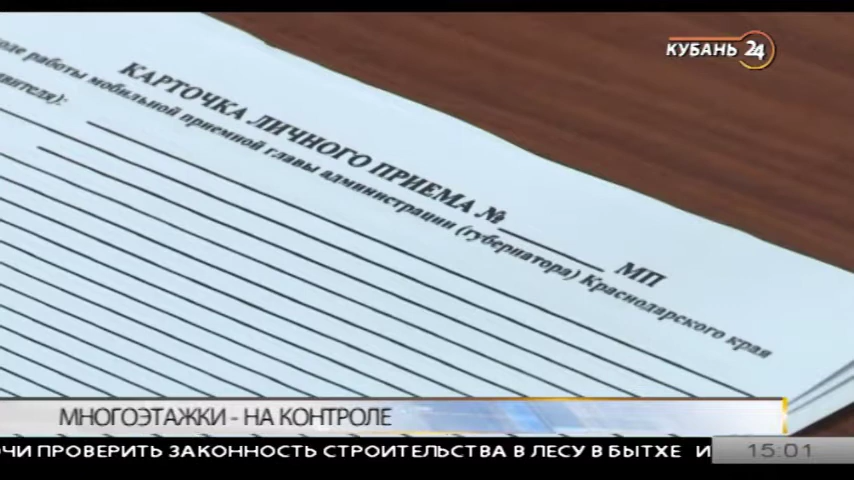 КУБАНЬ 24
КАРТОЧКА ЛИЧНОГО ПРИЕМА № МП
оде работы мобильной приемной главы администрации (губернатора) Краснодарского края
МНОГОЭТАЖКИ - НА КОНТРОЛЕ
ЧИ ПРОВЕРИТЬ ЗАКОННОСТЬ СТРОИТЕЛЬСТВА В ЛЕСУ В БЫТХЕ И
15:01